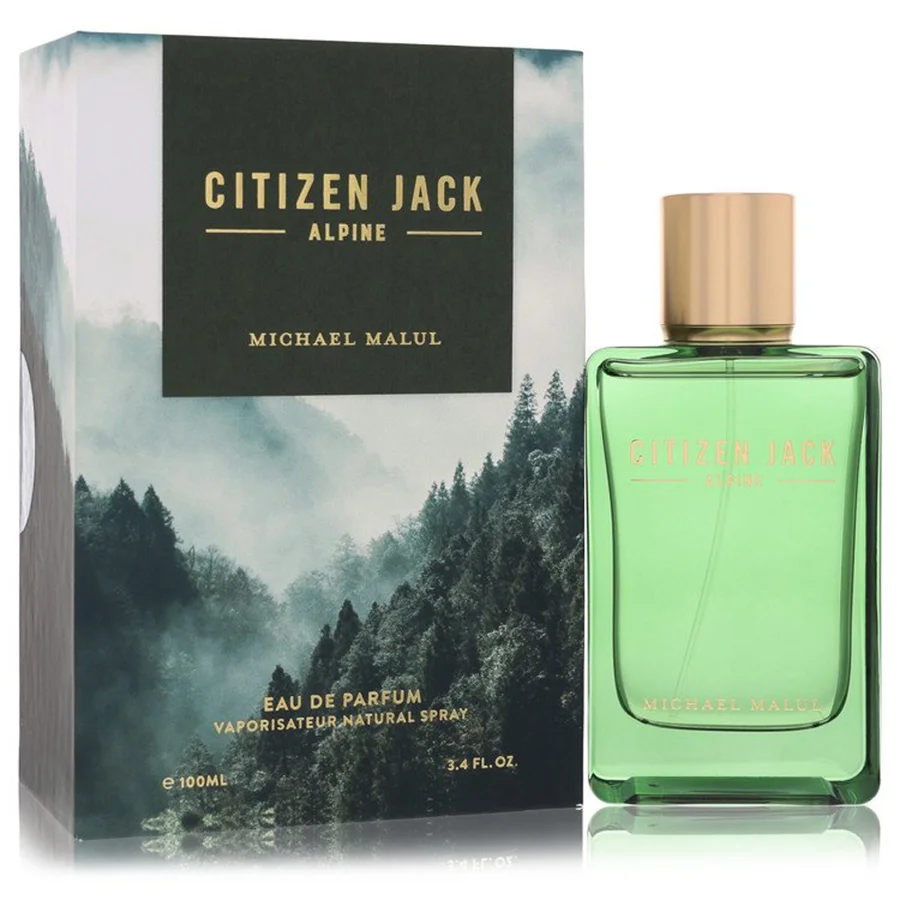 CITIZEN JACK
ALPINE
MICHAEL MALUL
EAU DE PARFUM
VAPORISATEUR NATURAL SPRAY
℮ 100ML
3.4 FL. OZ.
CITIZEN JACK
ALPINE
MICHAEL MALUL